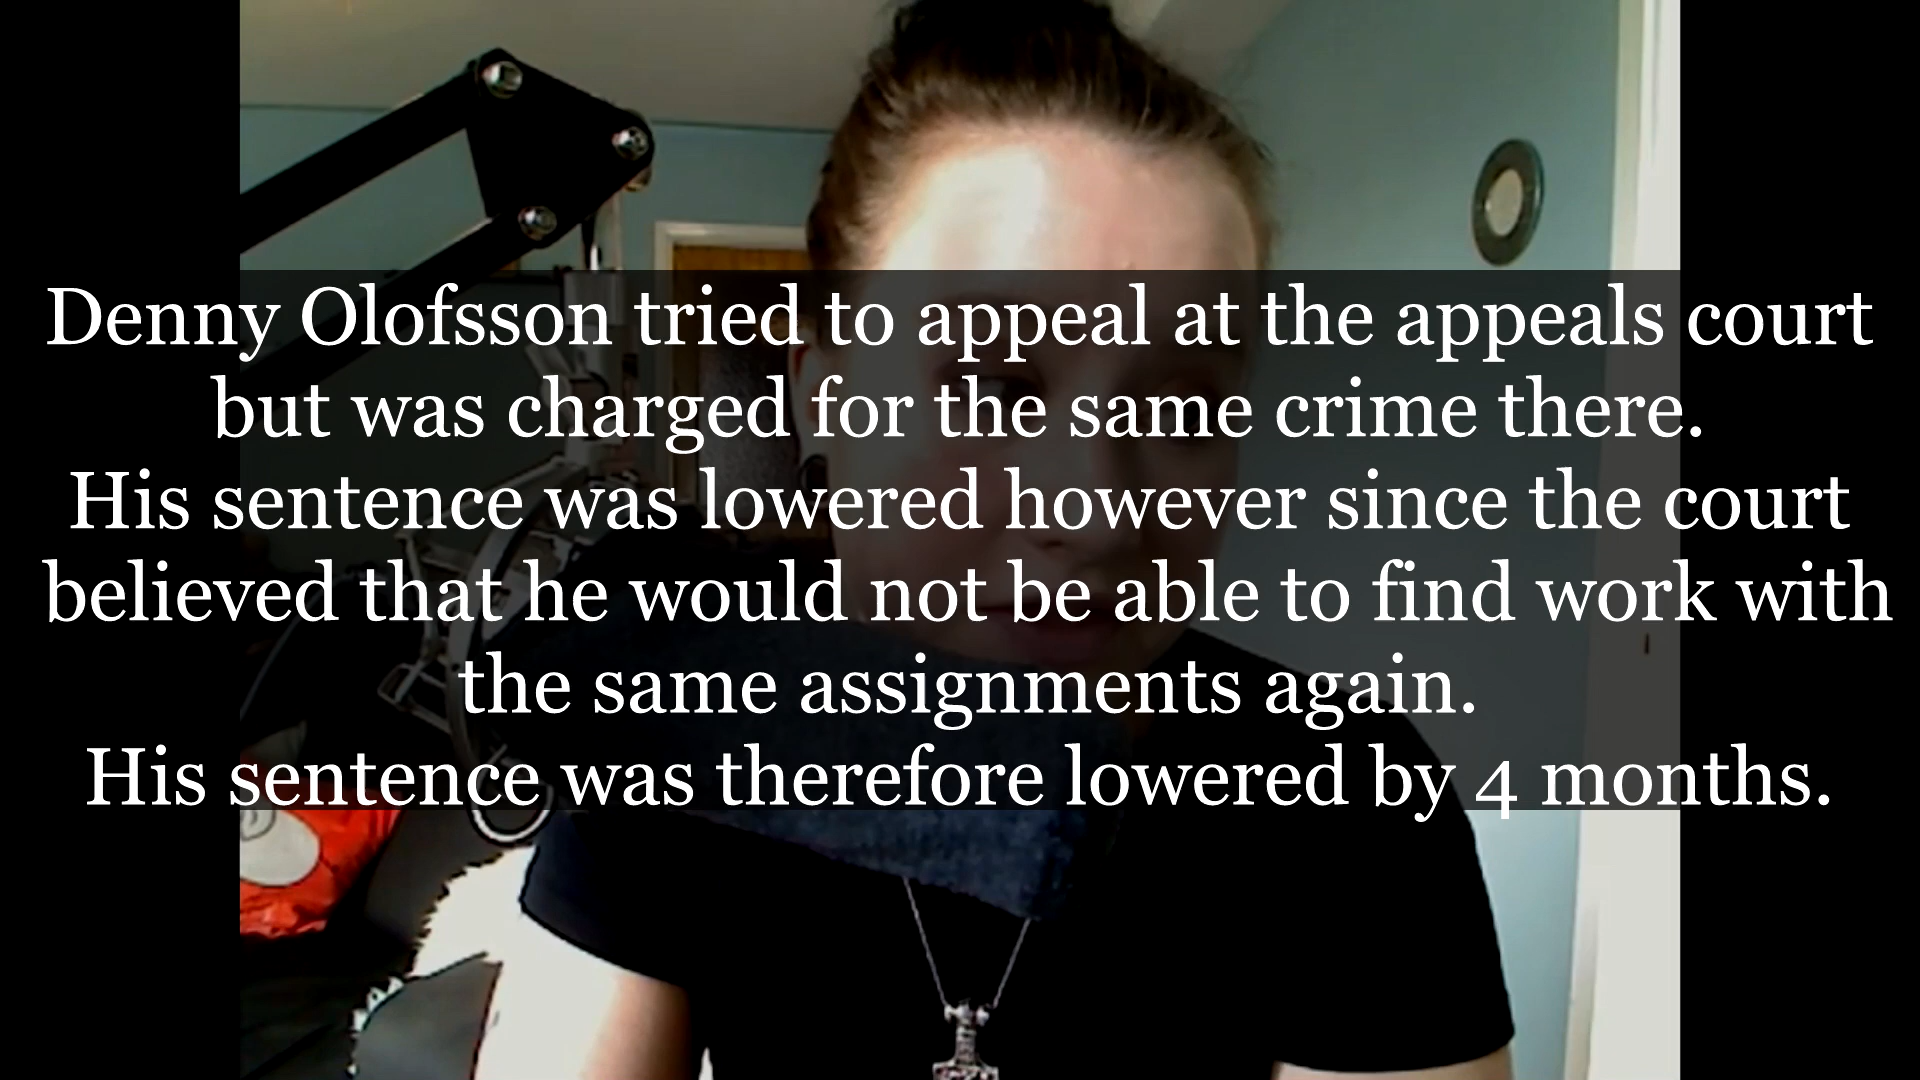 Denny Olofsson tried to appeal at the appeals court
but was charged for the same crime there.
His sentence was lowered however since the court
believed that he would not be able to find work with
the same assignments again.
His sentence was therefore lowered by 4 months.